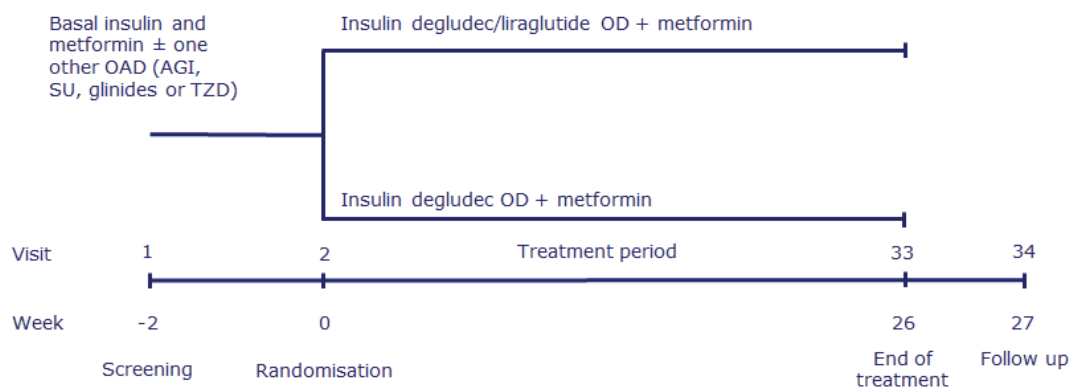 Basal insulin and
metformin ± one
other OAD (AGI,
SU, glinides or TZD)
Insulin degludec/liraglutide OD + metformin
Insulin degludec OD + metformin
Visit 1 2 Treatment period 33 34
Week -2 0 26 27
Screening Randomisation End of treatment Follow up